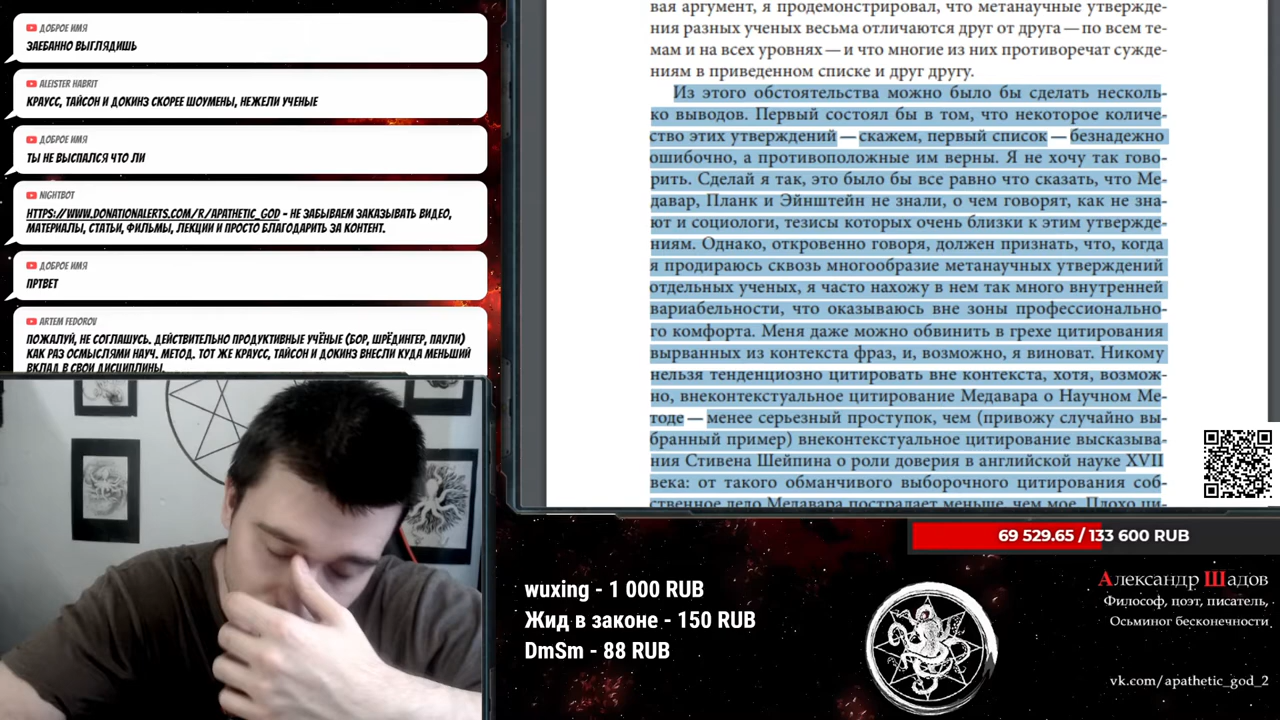 ДОБРОЕ ИМЯ
ЗАЕБАННО ВЫГЛЯДИШЬ
ALEISTER HABRIT
КРАУСС, ТАЙСОН И ДОКИНЗ СКОРЕЕ ШОУМЕНЫ, НЕЖЕЛИ УЧЕНЫЕ
ДОБРОЕ ИМЯ
ТЫ НЕ ВЫСПАЛСЯ ЧТО ЛИ
NIGHTBOT
HTTPS://WWW.DONATIONALERTS.COM/R/APATHETIC_GOD - НЕ ЗАБЫВАЕМ ЗАКАЗЫВАТЬ ВИДЕО,
МАТЕРИАЛЫ, СТАТЬИ, ФИЛЬМЫ, ЛЕКЦИИ И ПРОСТО БЛАГОДАРИТЬ ЗА КОНТЕНТ.
ДОБРОЕ ИМЯ
ПРТВЕТ
ARTEM FEDOROV
ПОЖАЛУЙ, НЕ СОГЛАШУСЬ. ДЕЙСТВИТЕЛЬНО ПРОДУКТИВНЫЕ УЧЁНЫЕ (БОР, ШРЁДИНГЕР, ПАУЛИ)
КАК РАЗ ОСМЫСЛЯМИ НАУЧ. МЕТОД. ТОТ ЖЕ КРАУСС, ТАЙСОН И ДОКИНЗ ВНЕСЛИ КУДА МЕНЬШИЙ
ВКЛАД В СВОИ ДИСЦИПЛИНЫ.
вая аргумент, я продемонстрировал, что метанаучные утвержде-
ния разных ученых весьма отличаются друг от друга — по всем те-
мам и на всех уровнях — и что многие из них противоречат сужде-
ниям в приведенном списке и друг другу.
Из этого обстоятельства можно было бы сделать несколь-
ко выводов. Первый состоял бы в том, что некоторое количе-
ство этих утверждений — скажем, первый список — безнадежно
ошибочно, а противоположные им верны. Я не хочу так гово-
рить. Сделай я так, это было бы все равно что сказать, что Ме-
давар, Планк и Эйнштейн не знали, о чем говорят, как не зна-
ют и социологи, тезисы которых очень близки к этим утвержде-
ниям. Однако, откровенно говоря, должен признать, что, когда
я продираюсь сквозь многообразие метанаучных утверждений
отдельных ученых, я часто нахожу в нем так много внутренней
вариабельности, что оказываюсь вне зоны профессионально-
го комфорта. Меня даже можно обвинить в грехе цитирования
вырванных из контекста фраз, и, возможно, я виноват. Никому
нельзя тенденциозно цитировать вне контекста, хотя, возмож-
но, внеконтекстуальное цитирование Медавара о Научном Ме-
тоде — менее серьезный проступок, чем (привожу случайно вы-
бранный пример) внеконтекстуальное цитирование высказыва-
ния Стивена Шейпина о роли доверия в английской науке XVII
века: от такого обманчивого выборочного цитирования соб-
ственное дело Медавара пострадает меньше, чем мое. Плохо ци-
69 529.65 / 133 600 RUB
wuxing - 1 000 RUB
Жид в законе - 150 RUB
DmSm - 88 RUB
Александр Шадов
Философ, поэт, писатель,
Осьминог бесконечности
vk.com/apathetic_god_2